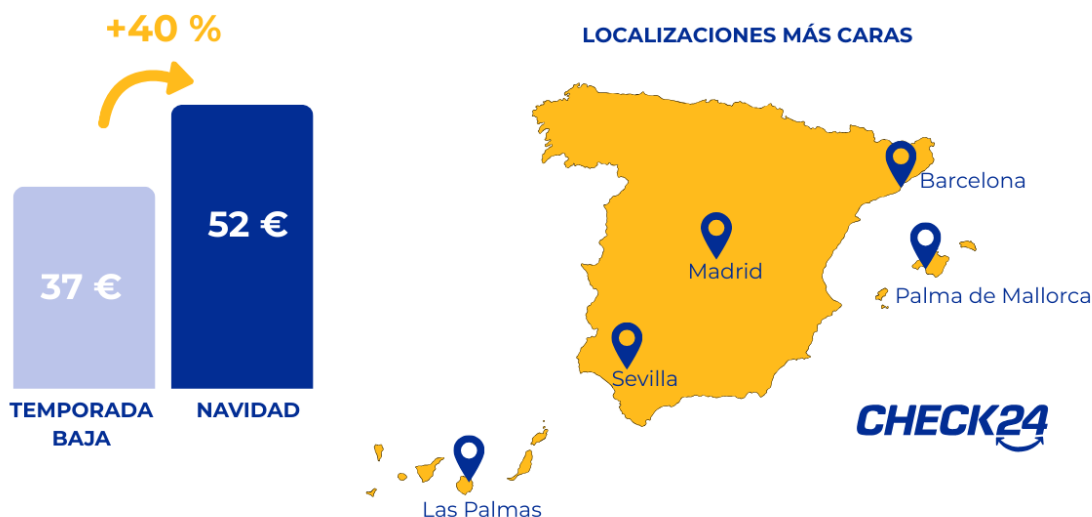 +40 %
37 €
52 €
TEMPORADA
BAJA
NAVIDAD
LOCALIZACIONES MÁS CARAS
Barcelona
Madrid
Palma de Mallorca
Sevilla
Las Palmas
CHECK24